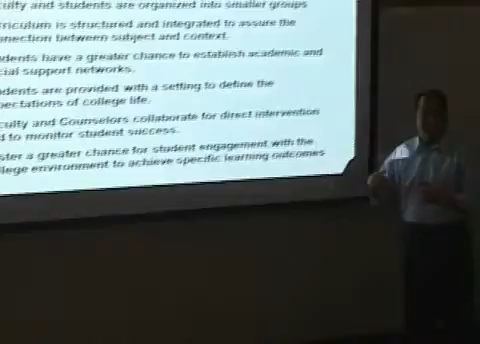 culty and students are organized into smaller groups
rriculum is structured and integrated to assure the
nnection between subject and context.
dents have a greater chance to establish academic and
cial support networks.
dents are provided with a setting to define the
pectations of college life.
culty and Counselors collaborate for direct intervention
d to monitor student success.
ster a greater chance for student engagement with the
llege environment to achieve specific learning outcomes